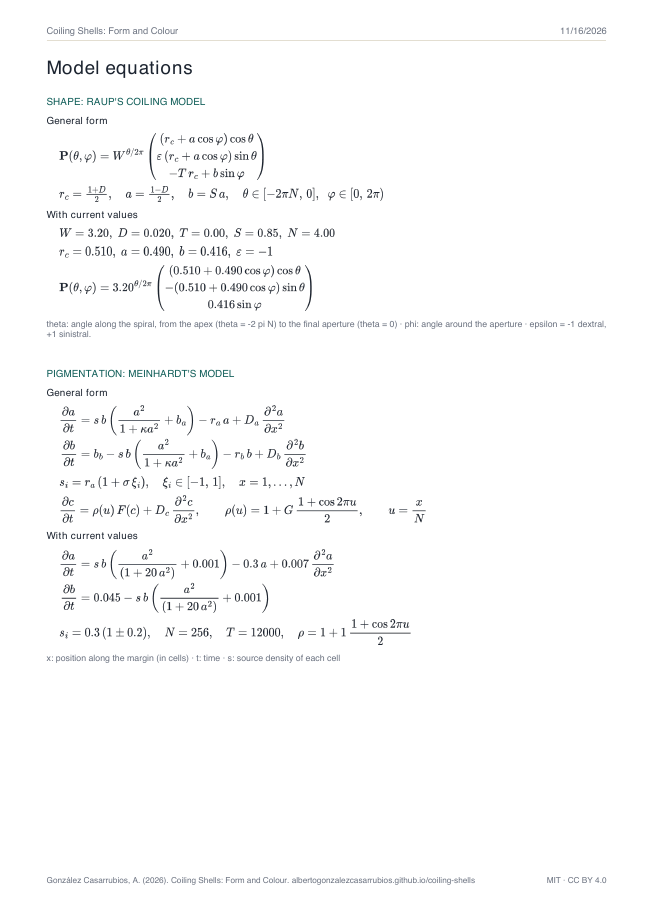 Coiling Shells: Form and Colour 11/16/2026
Model equations
SHAPE: RAUP'S COILING MODEL
General form
P(θ, φ) = W^{θ/2π} ( (r_c + a cos φ) cos θ
ε (r_c + a cos φ) sin θ
−T r_c + b sin φ )
r_c = (1+D)/2, a = (1−D)/2, b = S a, θ ∈ [−2πN, 0], φ ∈ [0, 2π)
With current values
W = 3.20, D = 0.020, T = 0.00, S = 0.85, N = 4.00
r_c = 0.510, a = 0.490, b = 0.416, ε = −1
P(θ, φ) = 3.20^{θ/2π} ( (0.510 + 0.490 cos φ) cos θ
−(0.510 + 0.490 cos φ) sin θ
0.416 sin φ )
theta: angle along the spiral, from the apex (theta = -2 pi N) to the final aperture (theta = 0) · phi: angle around the aperture · epsilon = -1 dextral,
+1 sinistral.
PIGMENTATION: MEINHARDT'S MODEL
General form
∂a/∂t = s b ( a²/(1 + κa²) + b_a ) − r_a a + D_a ∂²a/∂x²
∂b/∂t = b_b − s b ( a²/(1 + κa²) + b_a ) − r_b b + D_b ∂²b/∂x²
s_i = r_a (1 + σ ξ_i), ξ_i ∈ [−1, 1], x = 1, . . . , N
∂c/∂t = ρ(u) F(c) + D_c ∂²c/∂x², ρ(u) = 1 + G (1 + cos 2πu)/2, u = x/N
With current values
∂a/∂t = s b ( a²/(1 + 20 a²) + 0.001 ) − 0.3 a + 0.007 ∂²a/∂x²
∂b/∂t = 0.045 − s b ( a²/(1 + 20 a²) + 0.001 )
s_i = 0.3 (1 ± 0.2), N = 256, T = 12000, ρ = 1 + 1 (1 + cos 2πu)/2
x: position along the margin (in cells) · t: time · s: source density of each cell
González Casarrubios, A. (2026). Coiling Shells: Form and Colour. albertogonzalezcasarrubios.github.io/coiling-shells MIT · CC BY 4.0